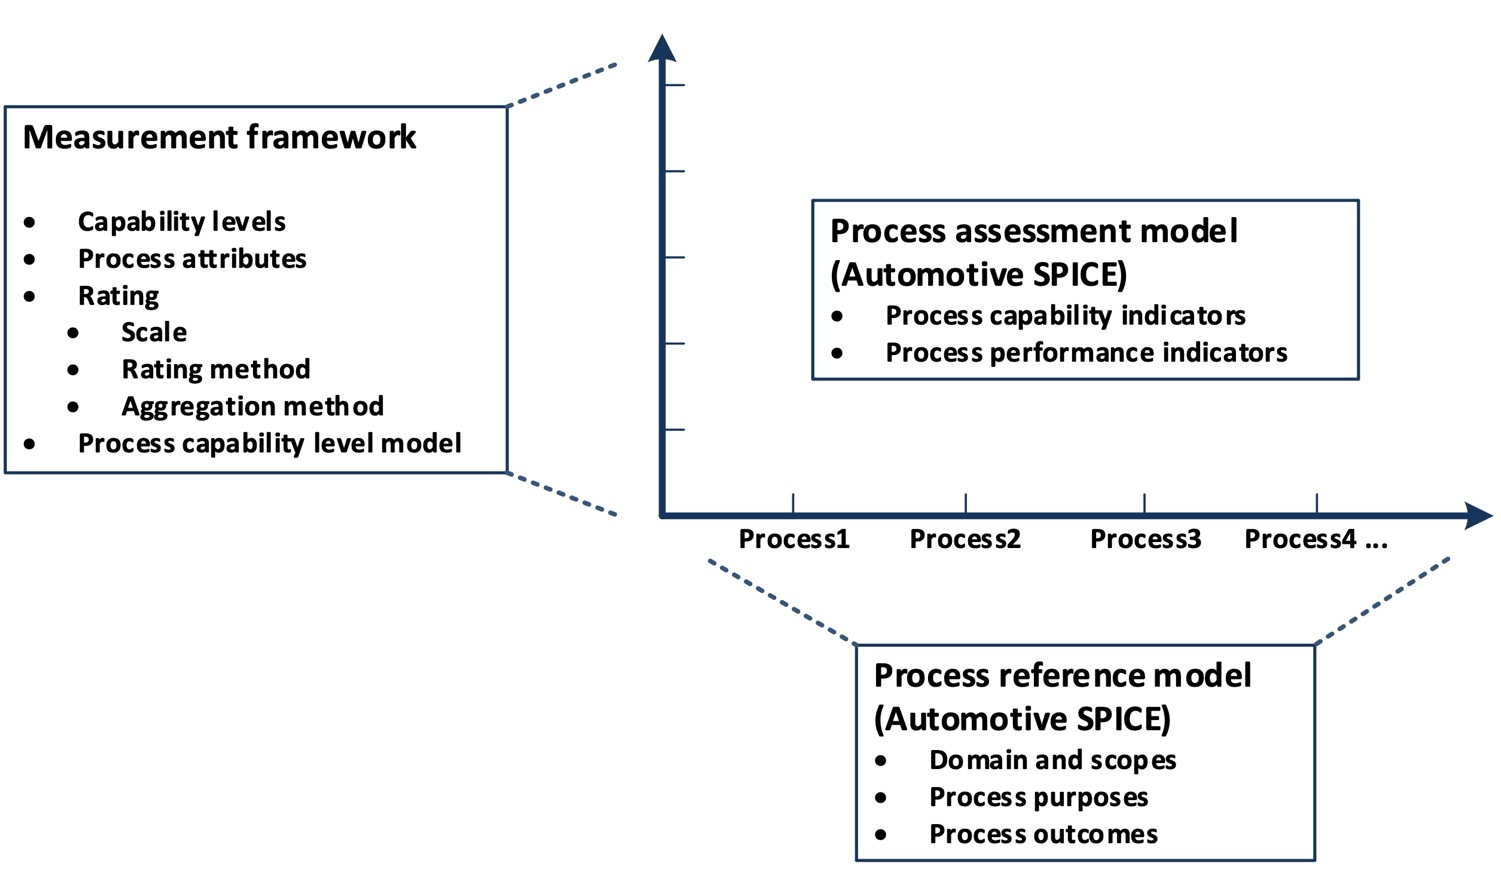 Measurement framework
• Capability levels
• Process attributes
• Rating
• Scale
• Rating method
• Aggregation method
• Process capability level model
Process assessment model
(Automotive SPICE)
• Process capability indicators
• Process performance indicators
Process1 Process2 Process3 Process4 ...
Process reference model
(Automotive SPICE)
• Domain and scopes
• Process purposes
• Process outcomes